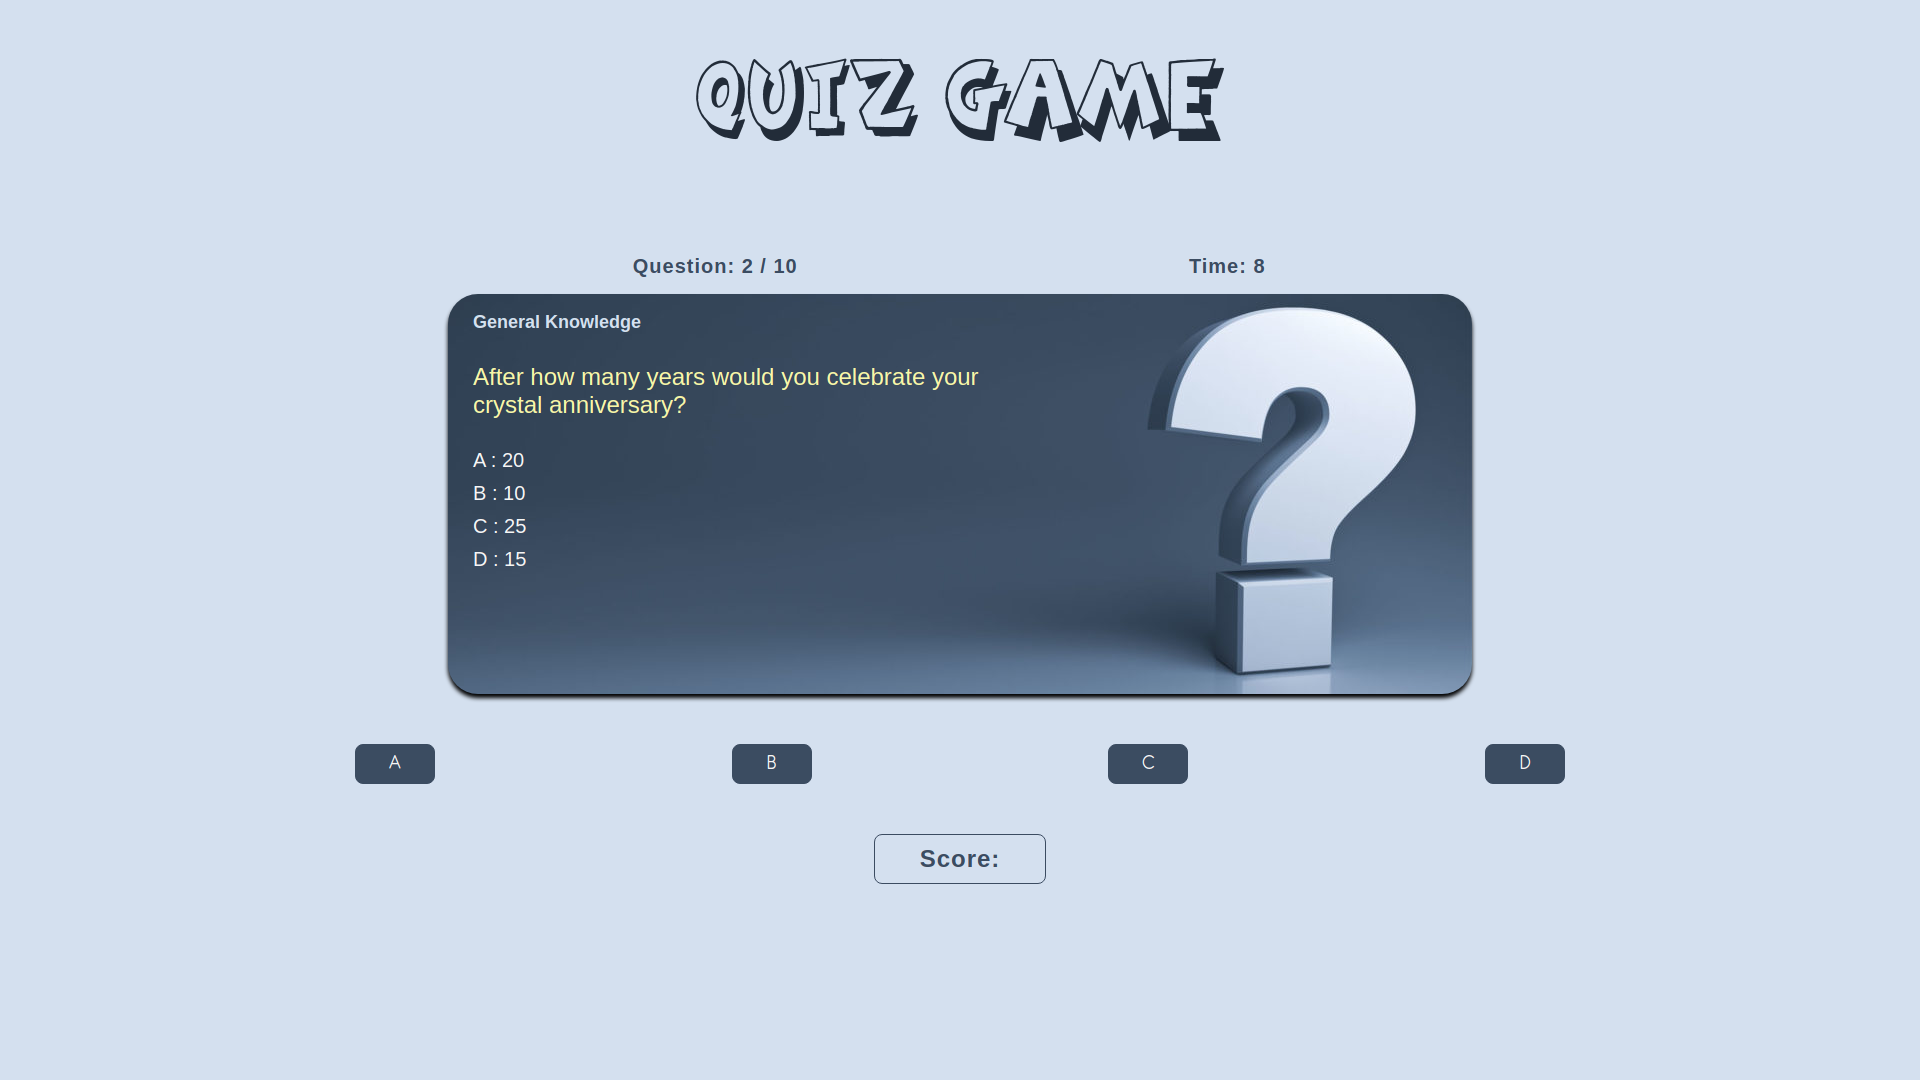 QUIZ GAME
Question: 2 / 10
Time: 8
General Knowledge
After how many years would you celebrate your
crystal anniversary?
A : 20
B : 10
C : 25
D : 15
A
B
C
D
Score: